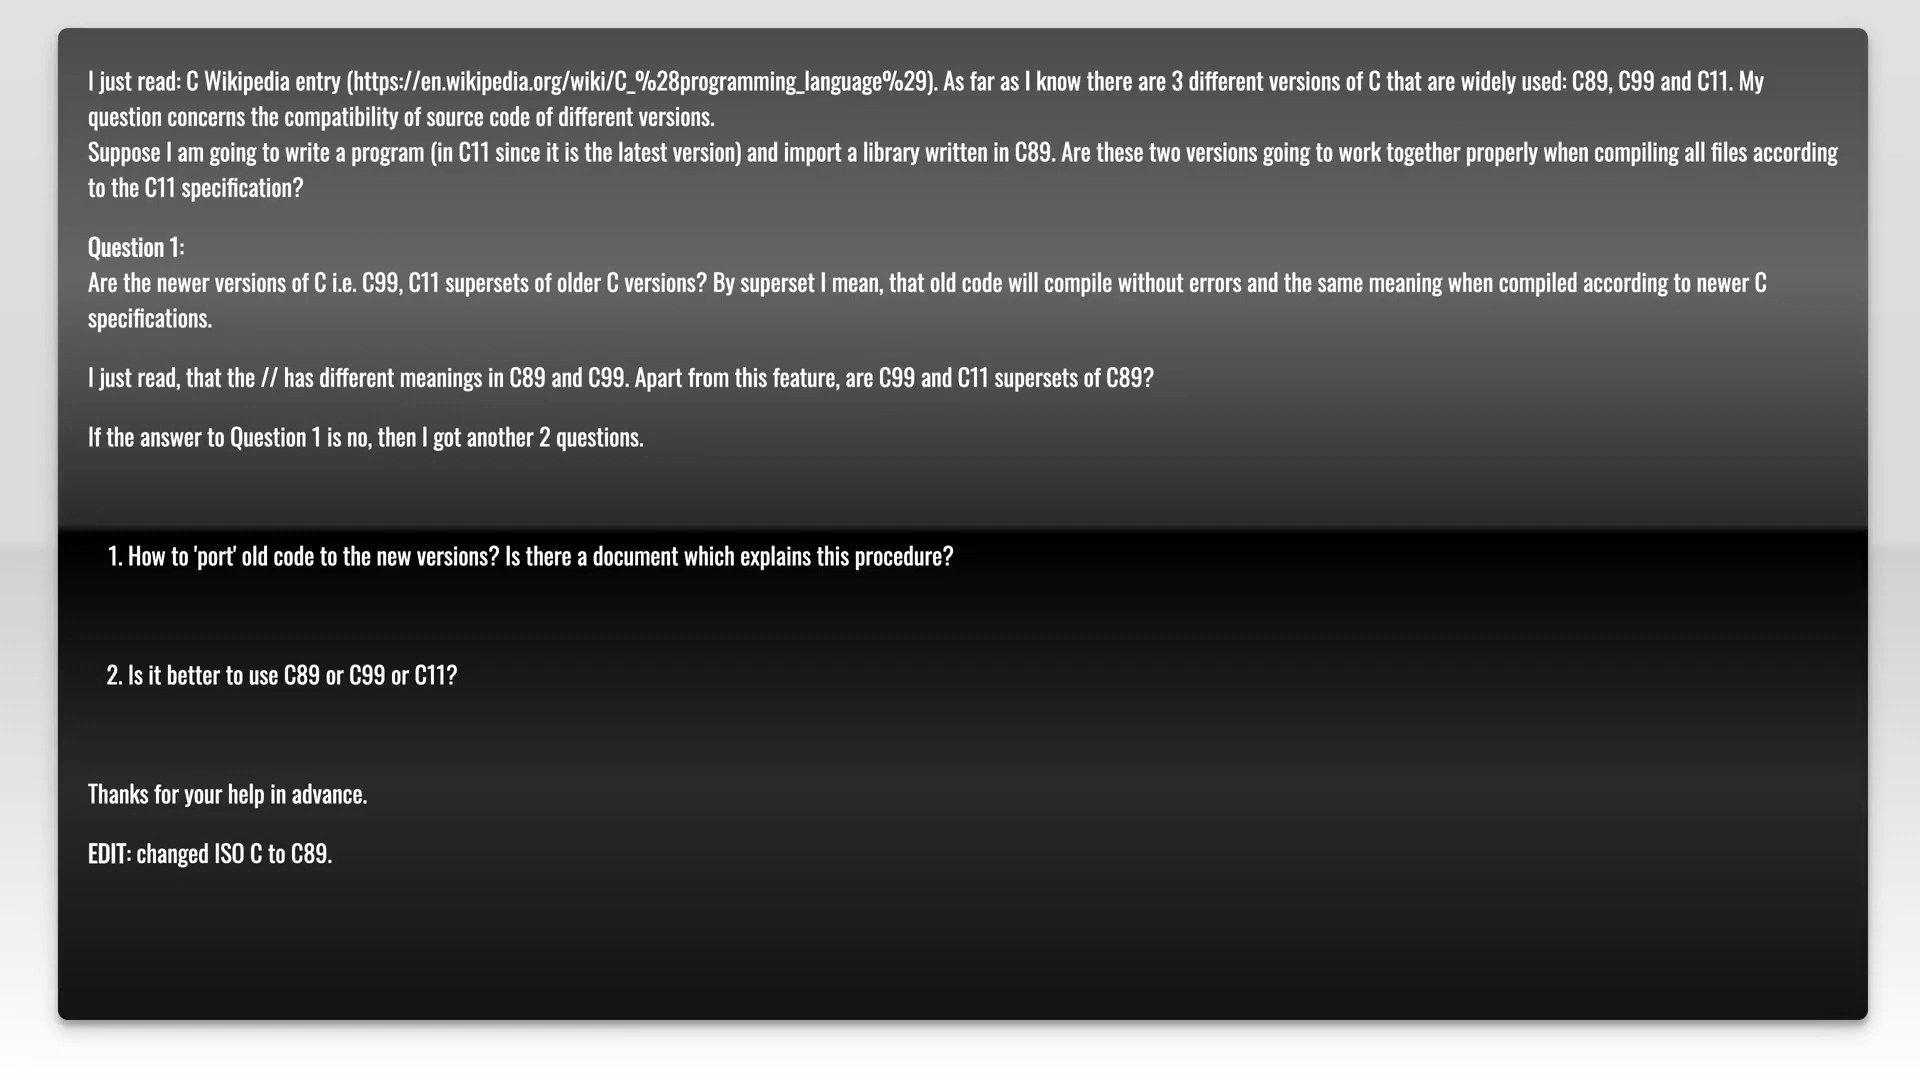 I just read: C Wikipedia entry (https://en.wikipedia.org/wiki/C_%28programming_language%29). As far as I know there are 3 different versions of C that are widely used: C89, C99 and C11. My
question concerns the compatibility of source code of different versions.
Suppose I am going to write a program (in C11 since it is the latest version) and import a library written in C89. Are these two versions going to work together properly when compiling all files according
to the C11 specification?
Question 1:
Are the newer versions of C i.e. C99, C11 supersets of older C versions? By superset I mean, that old code will compile without errors and the same meaning when compiled according to newer C
specifications.
I just read, that the // has different meanings in C89 and C99. Apart from this feature, are C99 and C11 supersets of C89?
If the answer to Question 1 is no, then I got another 2 questions.
1. How to 'port' old code to the new versions? Is there a document which explains this procedure?
2. Is it better to use C89 or C99 or C11?
Thanks for your help in advance.
EDIT: changed ISO C to C89.